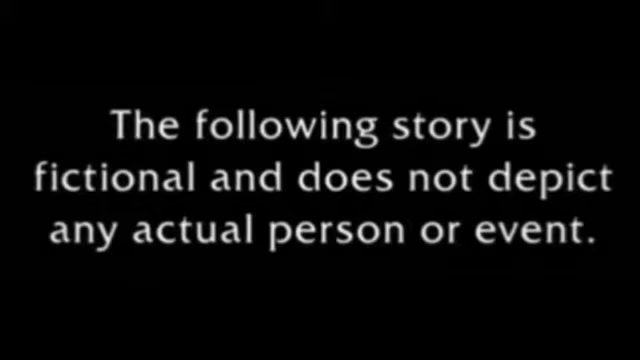 The following story is
fictional and does not depict
any actual person or event.